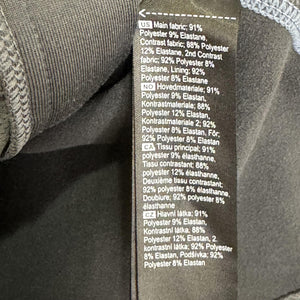 US Main fabric; 91%
Polyester 9% Elastane,
Contrast fabric; 88% Polyester
12% Elastane, 2nd Contrast
fabric; 92% Polyester 8%
Elastane, Lining; 92%
Polyester 8% Elastane
NO Hovedmateriale; 91%
Polyester 9% Elastan,
Kontrastmateriale; 88%
Polyester 12% Elastan,
Kontrastmateriale 2; 92%
Polyester 8% Elastan, Fôr;
92% Polyester 8% Elastan
CA Tissu principal; 91%
polyester 9% élasthanne,
Tissu contrastant; 88%
polyester 12% élasthanne,
Deuxième tissu contrastant;
92% polyester 8% élasthanne,
Doublure; 92% polyester 8%
élasthanne
CZ Hlavní látka; 91%
Polyester 9% Elastan,
Kontrastní látka; 88%
Polyester 12% Elastan, 2.
kontrastní látka; 92% Polyester
8% Elastan, Podšívka; 92%
Polyester 8% Elastan